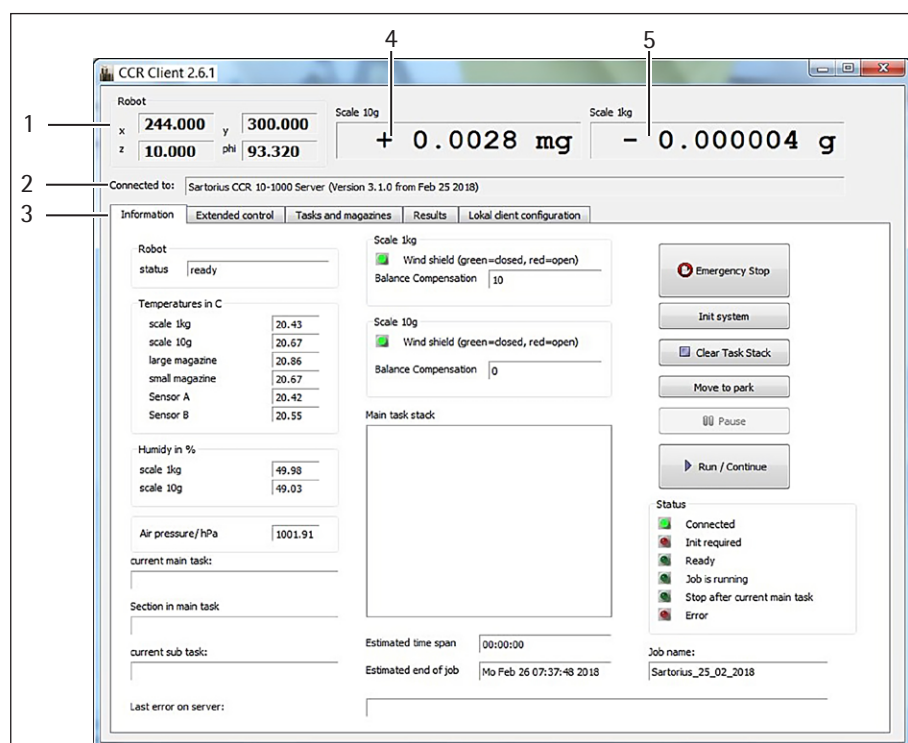 4 5
CCR Client 2.6.1
Robot
1
x 244.000 y 300.000
z 10.000 phi 93.320
Scale 10g
+ 0.0028 mg
Scale 1kg
- 0.000004 g
2
Connected to: Sartorius CCR 10-1000 Server (Version 3.1.0 from Feb 25 2018)
3
Information Extended control Tasks and magazines Results Lokal client configuration
Robot
status ready
Temperatures in C
scale 1kg 20.43
scale 10g 20.67
large magazine 20.86
small magazine 20.67
Sensor A 20.42
Sensor B 20.55
Humidy in %
scale 1kg 49.98
scale 10g 49.03
Air pressure/hPa 1001.91
current main task:
Section in main task
current sub task:
Last error on server:
Scale 1kg
Wind shield (green=closed, red=open)
Balance Compensation 10
Scale 10g
Wind shield (green=closed, red=open)
Balance Compensation 0
Main task stack
Estimated time span 00:00:00
Estimated end of job Mo Feb 26 07:37:48 2018
Emergency Stop
Init system
Clear Task Stack
Move to park
Pause
Run / Continue
Status
Connected
Init required
Ready
Job is running
Stop after current main task
Error
Job name:
Sartorius_25_02_2018